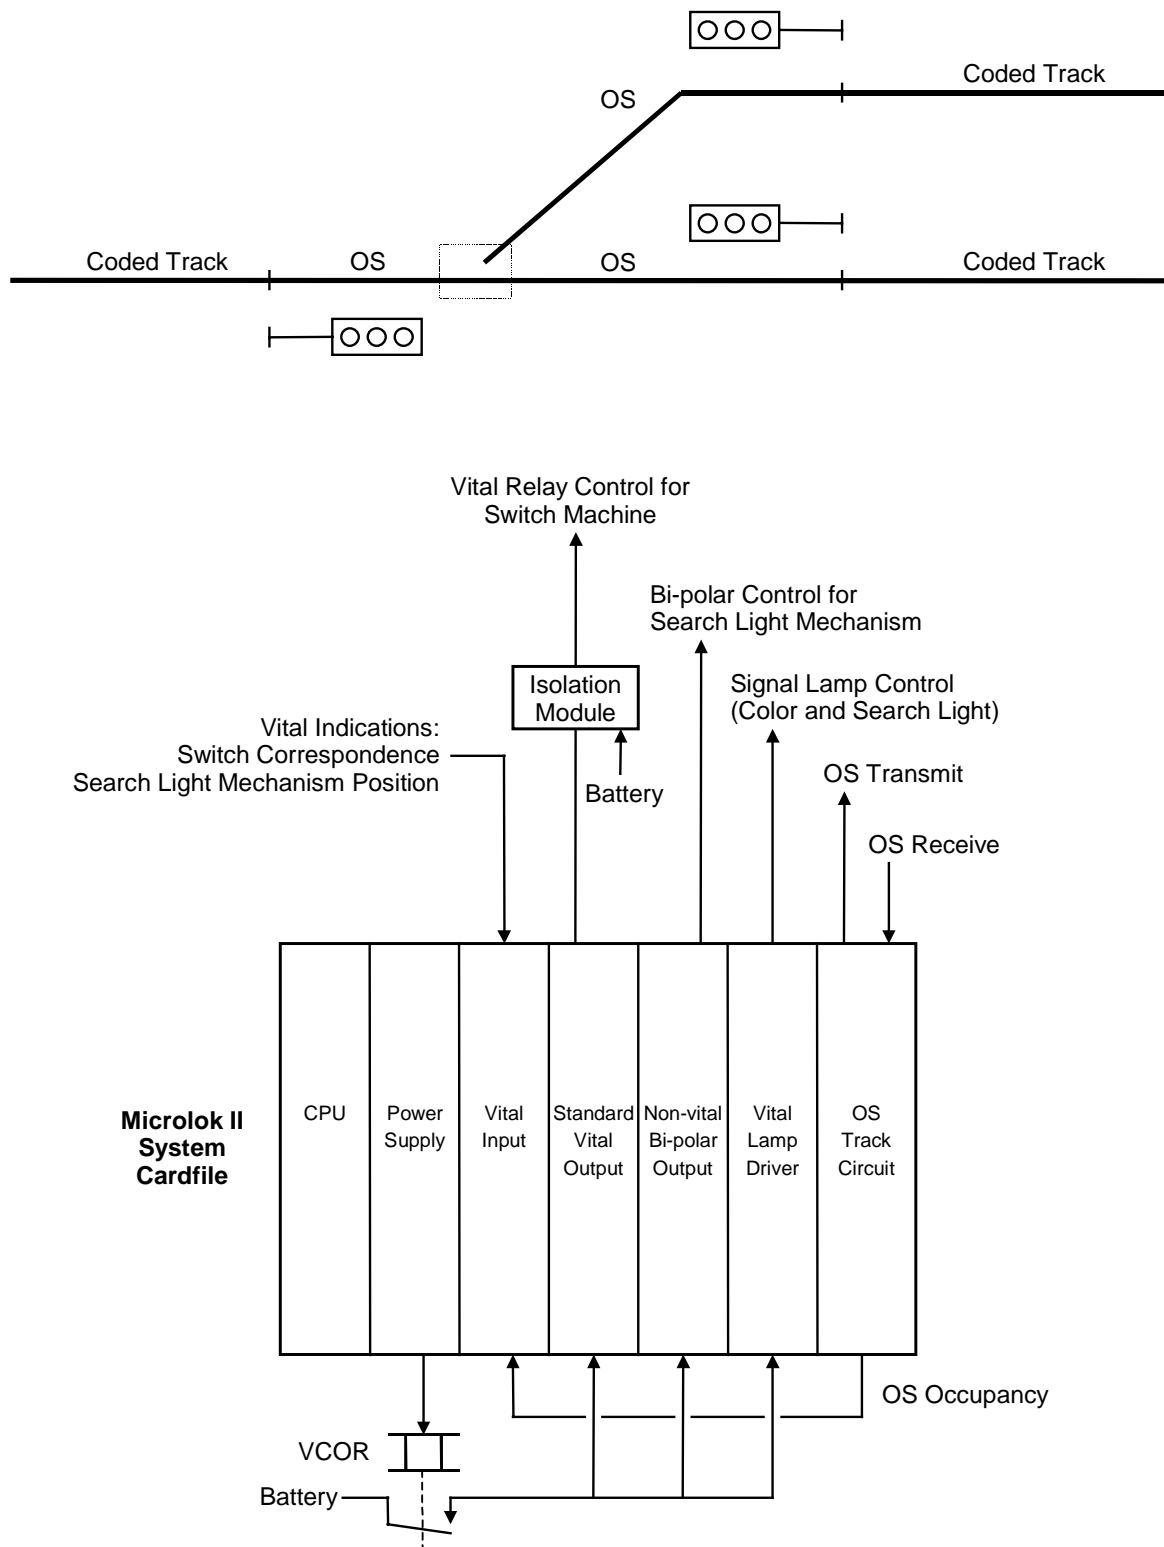 Coded Track
OS
Coded Track
OS
OS
Coded Track
Vital Relay Control for
Switch Machine
Bi-polar Control for
Search Light Mechanism
Isolation
Module
Signal Lamp Control
(Color and Search Light)
Vital Indications:
Switch Correspondence
Search Light Mechanism Position
Battery
OS Transmit
OS Receive
Microlok II
System
Cardfile
CPU
Power
Supply
Vital
Input
Standard
Vital
Output
Non-vital
Bi-polar
Output
Vital
Lamp
Driver
OS
Track
Circuit
OS Occupancy
VCOR
Battery